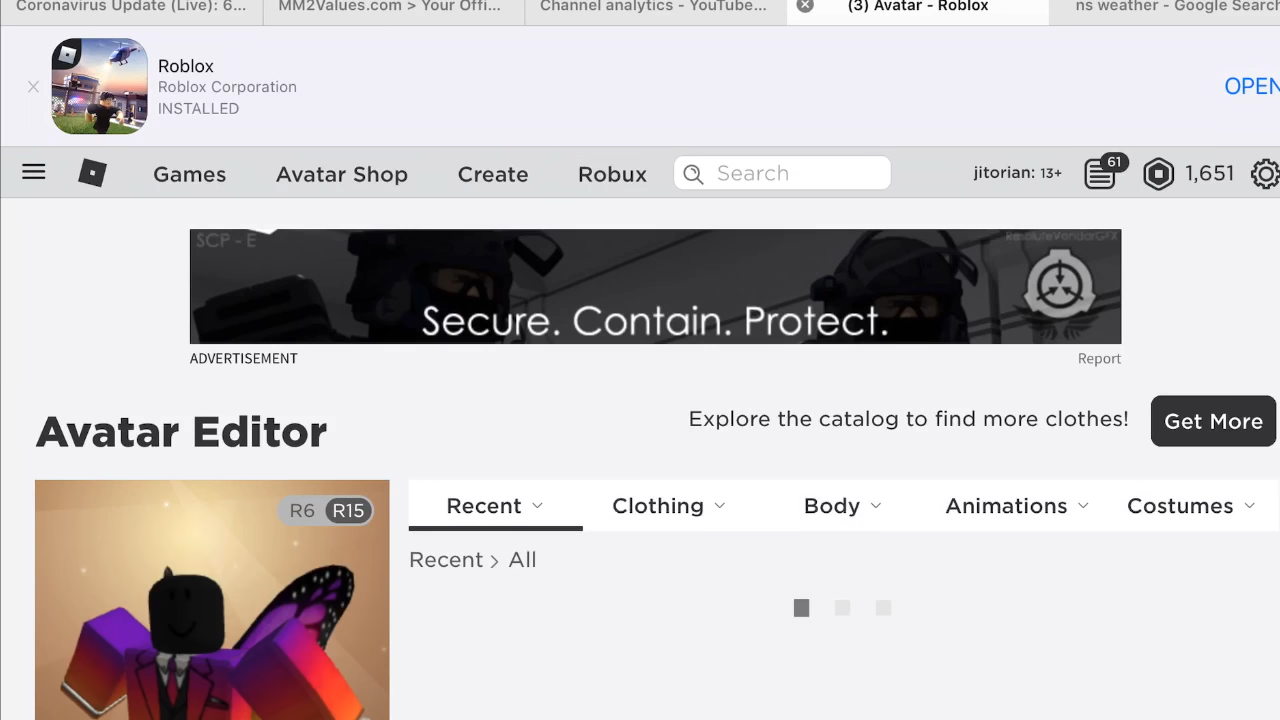 Coronavirus Update (Live): 6...
MM2Values.com > Your Offi...
Channel analytics - YouTube...
(3) Avatar - Roblox
ns weather - Google Search
Roblox
Roblox Corporation
INSTALLED
OPEN
Games
Avatar Shop
Create
Robux
Search
jitorian: 13+
61
1,651
SCP - E
ResoluteVendarGFX
Secure. Contain. Protect.
ADVERTISEMENT
Report
Avatar Editor
Explore the catalog to find more clothes!
Get More
R6 R15
Recent
Clothing
Body
Animations
Costumes
Recent > All